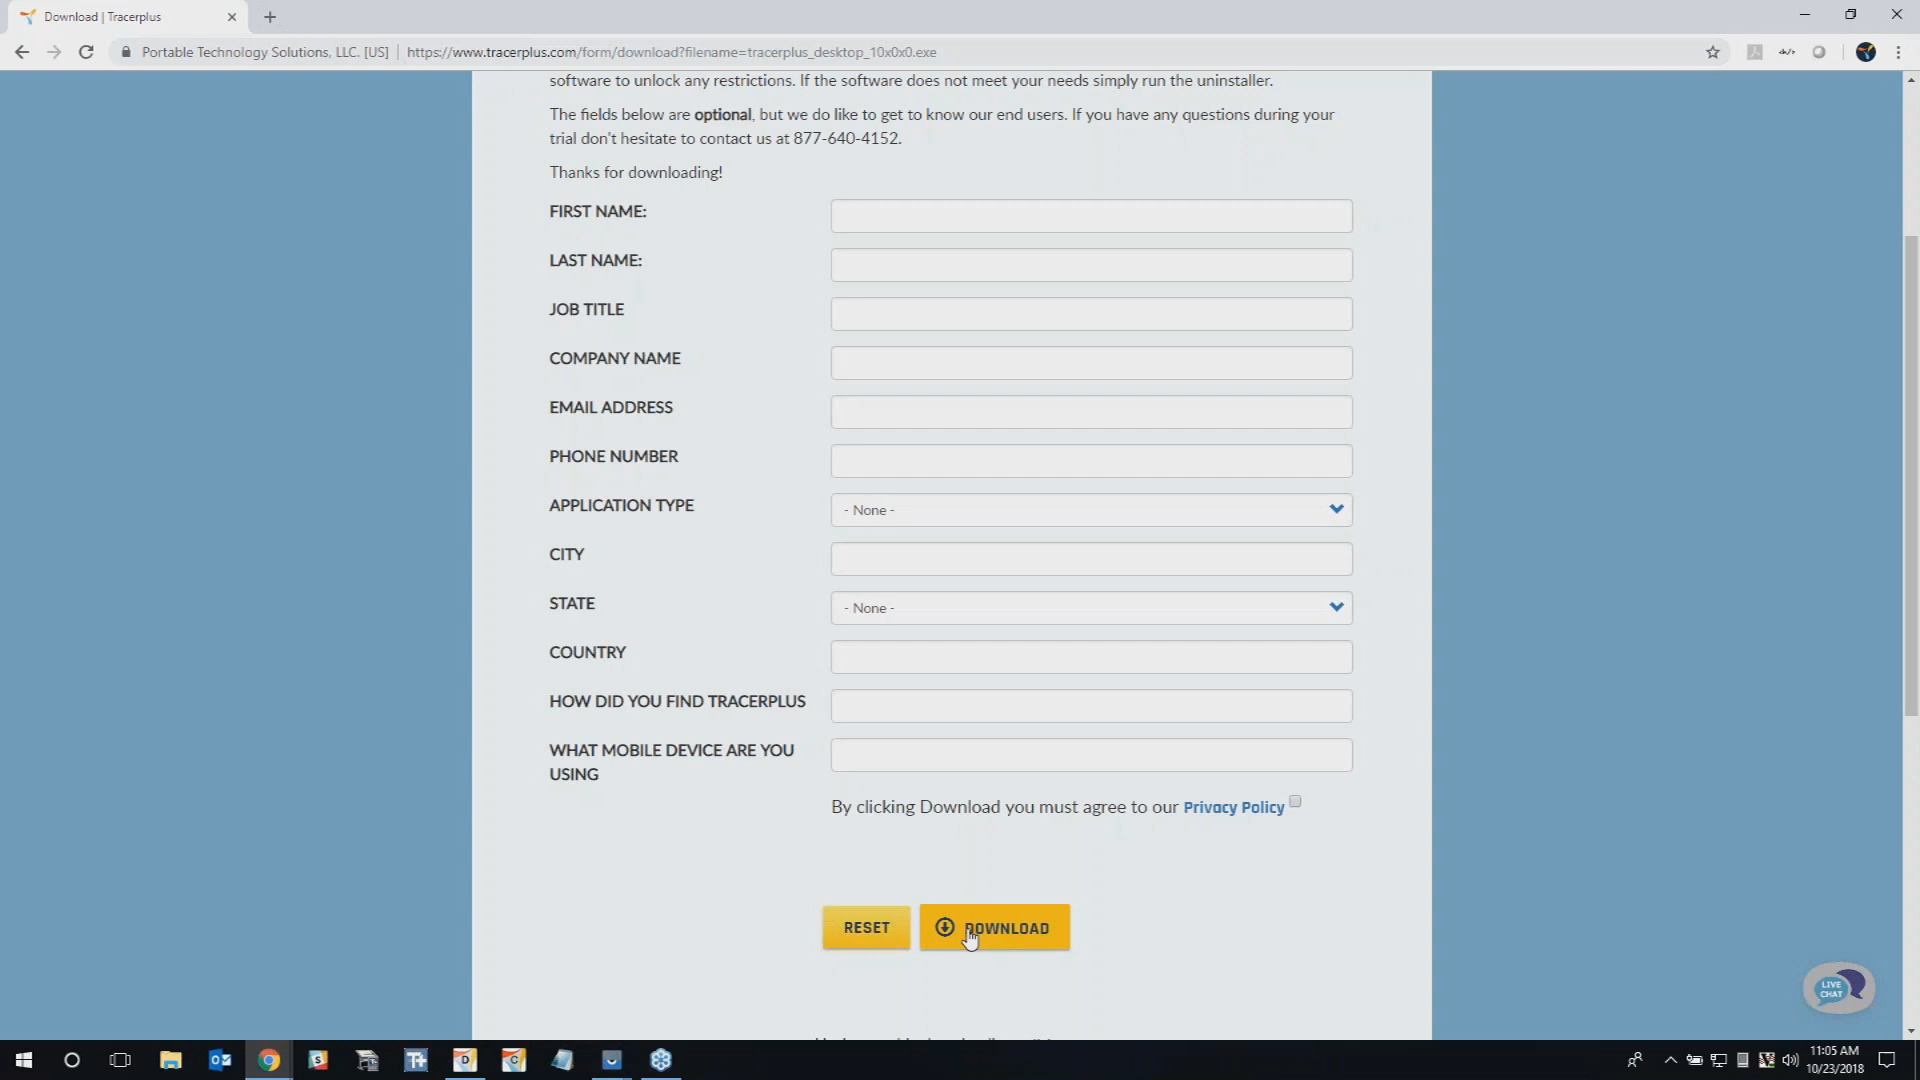 Download | Tracerplus
Portable Technology Solutions, LLC. [US] | https://www.tracerplus.com/form/download?filename=tracerplus_desktop_10x0x0.exe
software to unlock any restrictions. If the software does not meet your needs simply run the uninstaller.
The fields below are optional, but we do like to get to know our end users. If you have any questions during your
trial don't hesitate to contact us at 877-640-4152.
Thanks for downloading!
FIRST NAME:
LAST NAME:
JOB TITLE
COMPANY NAME
EMAIL ADDRESS
PHONE NUMBER
APPLICATION TYPE
- None -
CITY
STATE
- None -
COUNTRY
HOW DID YOU FIND TRACERPLUS
WHAT MOBILE DEVICE ARE YOU
USING
By clicking Download you must agree to our Privacy Policy
RESET
DOWNLOAD
LIVE
CHAT
11:05 AM
10/23/2018